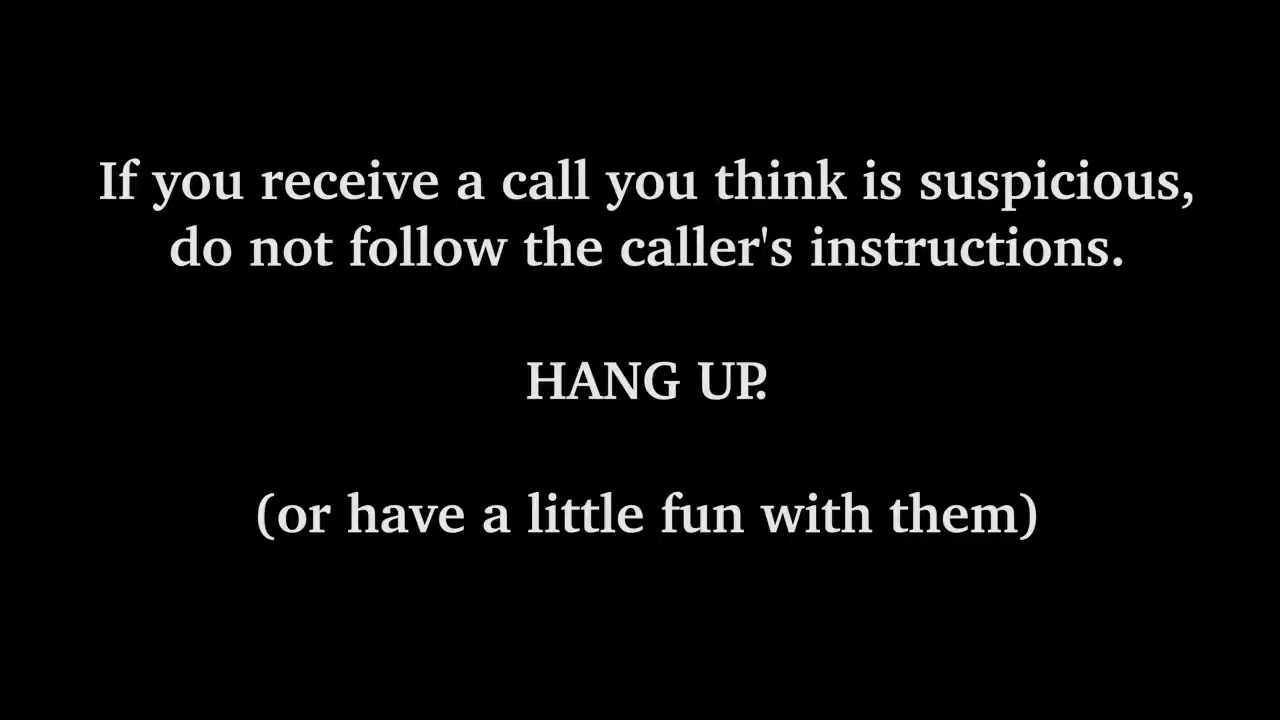 If you receive a call you think is suspicious,
do not follow the caller's instructions.
HANG UP.
(or have a little fun with them)